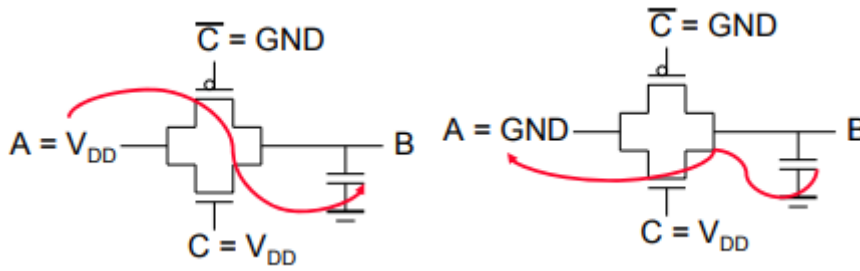 C̅ = GND
A = V_DD
B
C = V_DD
C̅ = GND
A = GND
B
C = V_DD